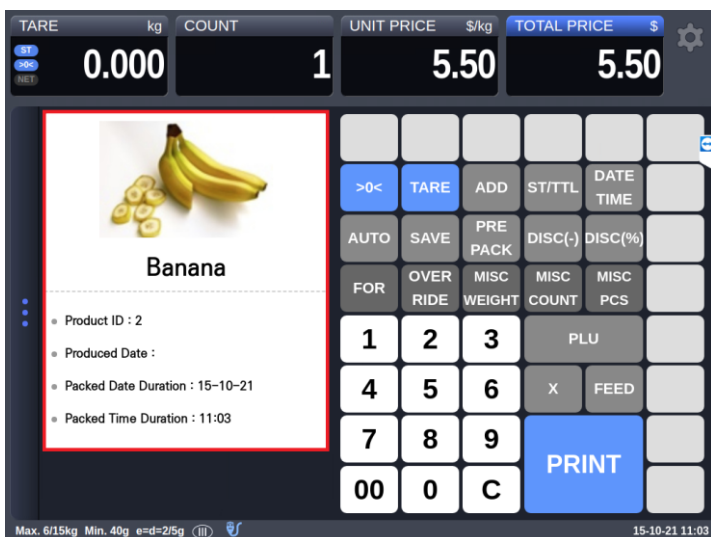 TARE kg COUNT UNIT PRICE $/kg TOTAL PRICE $
ST
>0<
NET
0.000 1 5.50 5.50
>0< TARE ADD ST/TTL DATE TIME
AUTO SAVE PRE PACK DISC(-) DISC(%)
Banana
FOR OVER RIDE MISC WEIGHT MISC COUNT MISC PCS
Product ID : 2
Produced Date :
Packed Date Duration : 15-10-21
Packed Time Duration : 11:03
1 2 3 PLU
4 5 6 X FEED
7 8 9 PRINT
00 0 C
Max. 6/15kg Min. 40g e=d=2/5g III 15-10-21 11:03